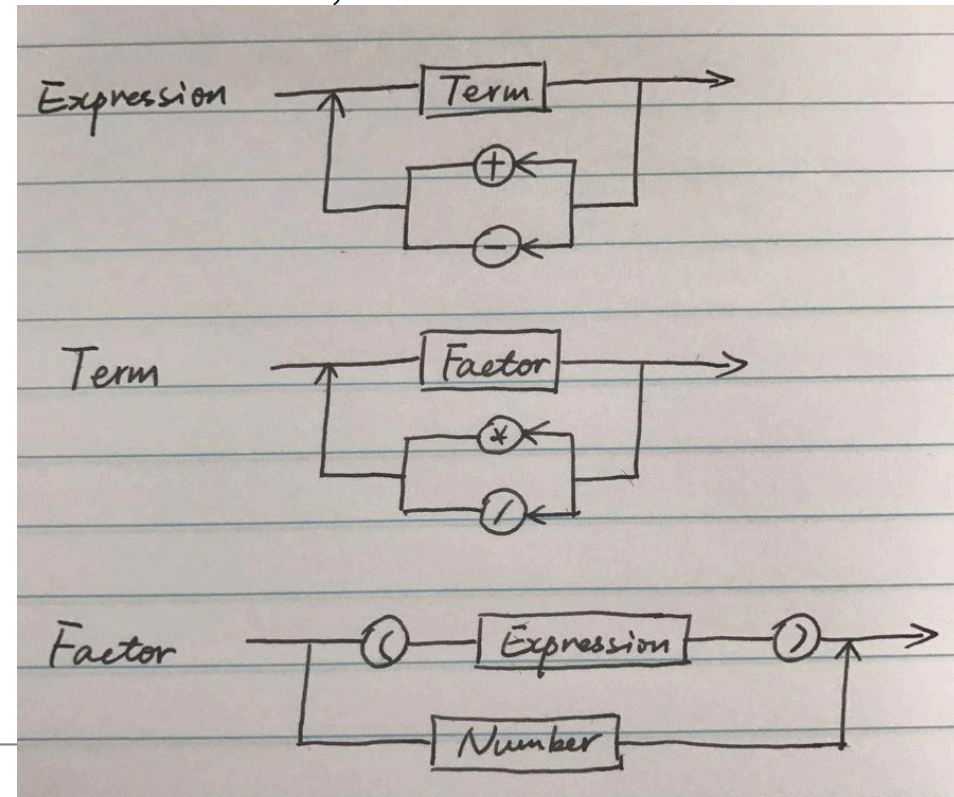 Expression Term
+
-
Term Factor
*
/
Factor ( Expression )
Number